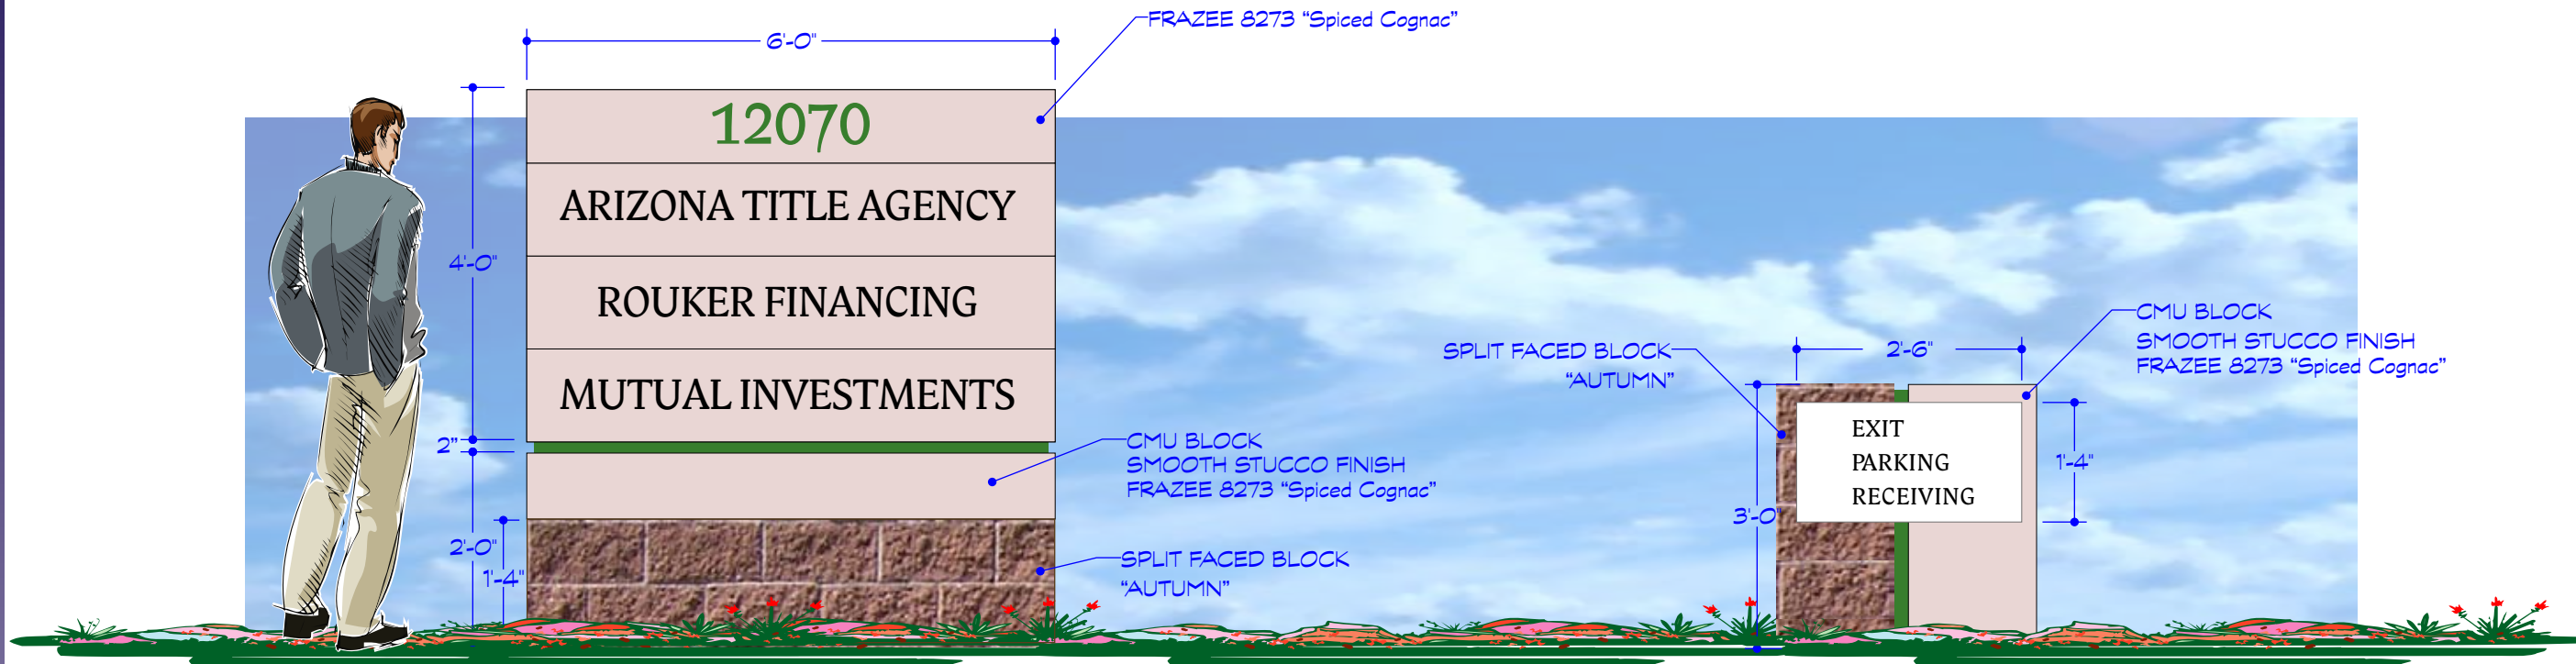 FRAZEE 8273 “Spiced Cognac”
6'-0"
12070
ARIZONA TITLE AGENCY
ROUKER FINANCING
MUTUAL INVESTMENTS
4'-0"
2”
2'-0"
1'-4"
CMU BLOCK
SMOOTH STUCCO FINISH
FRAZEE 8273 “Spiced Cognac”
SPLIT FACED BLOCK
“AUTUMN”
SPLIT FACED BLOCK
“AUTUMN”
2'-6"
CMU BLOCK
SMOOTH STUCCO FINISH
FRAZEE 8273 “Spiced Cognac”
EXIT
PARKING
RECEIVING
1'-4"
3'-0"